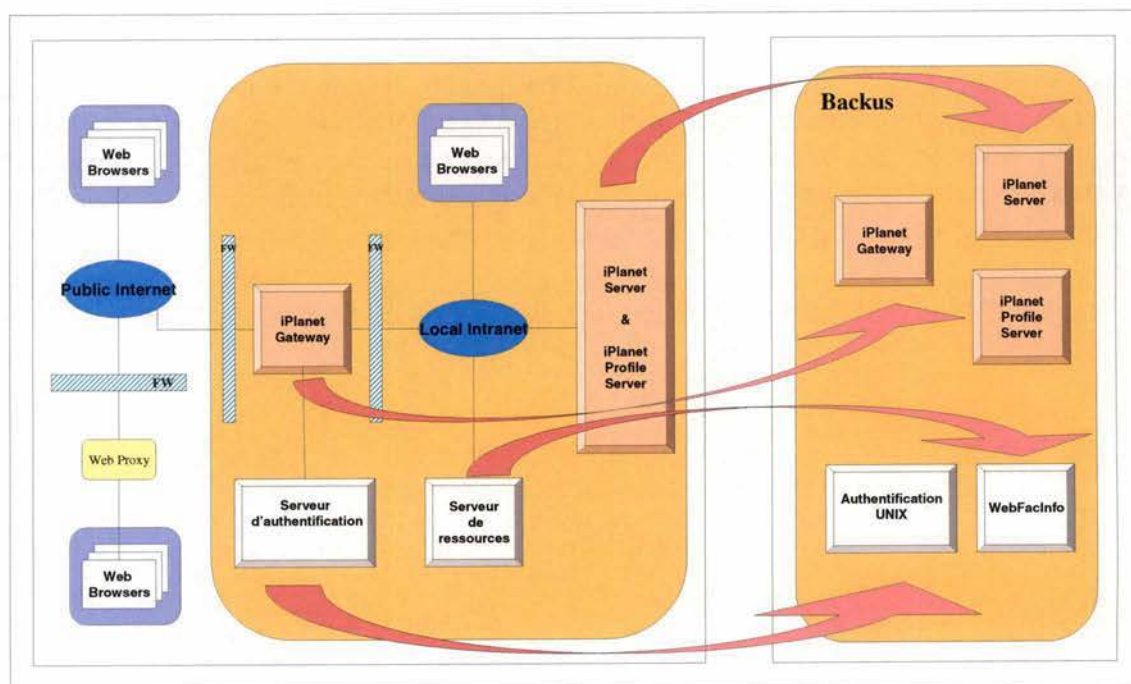 Web
Browsers
Public Internet
FW
Web Proxy
Web
Browsers
FW
iPlanet
Gateway
FW
Web
Browsers
Local Intranet
iPlanet
Server
&
iPlanet
Profile
Server
Serveur
d'authentification
Serveur
de
ressources
Backus
iPlanet
Server
iPlanet
Gateway
iPlanet
Profile
Server
Authentification
UNIX
WebFacInfo